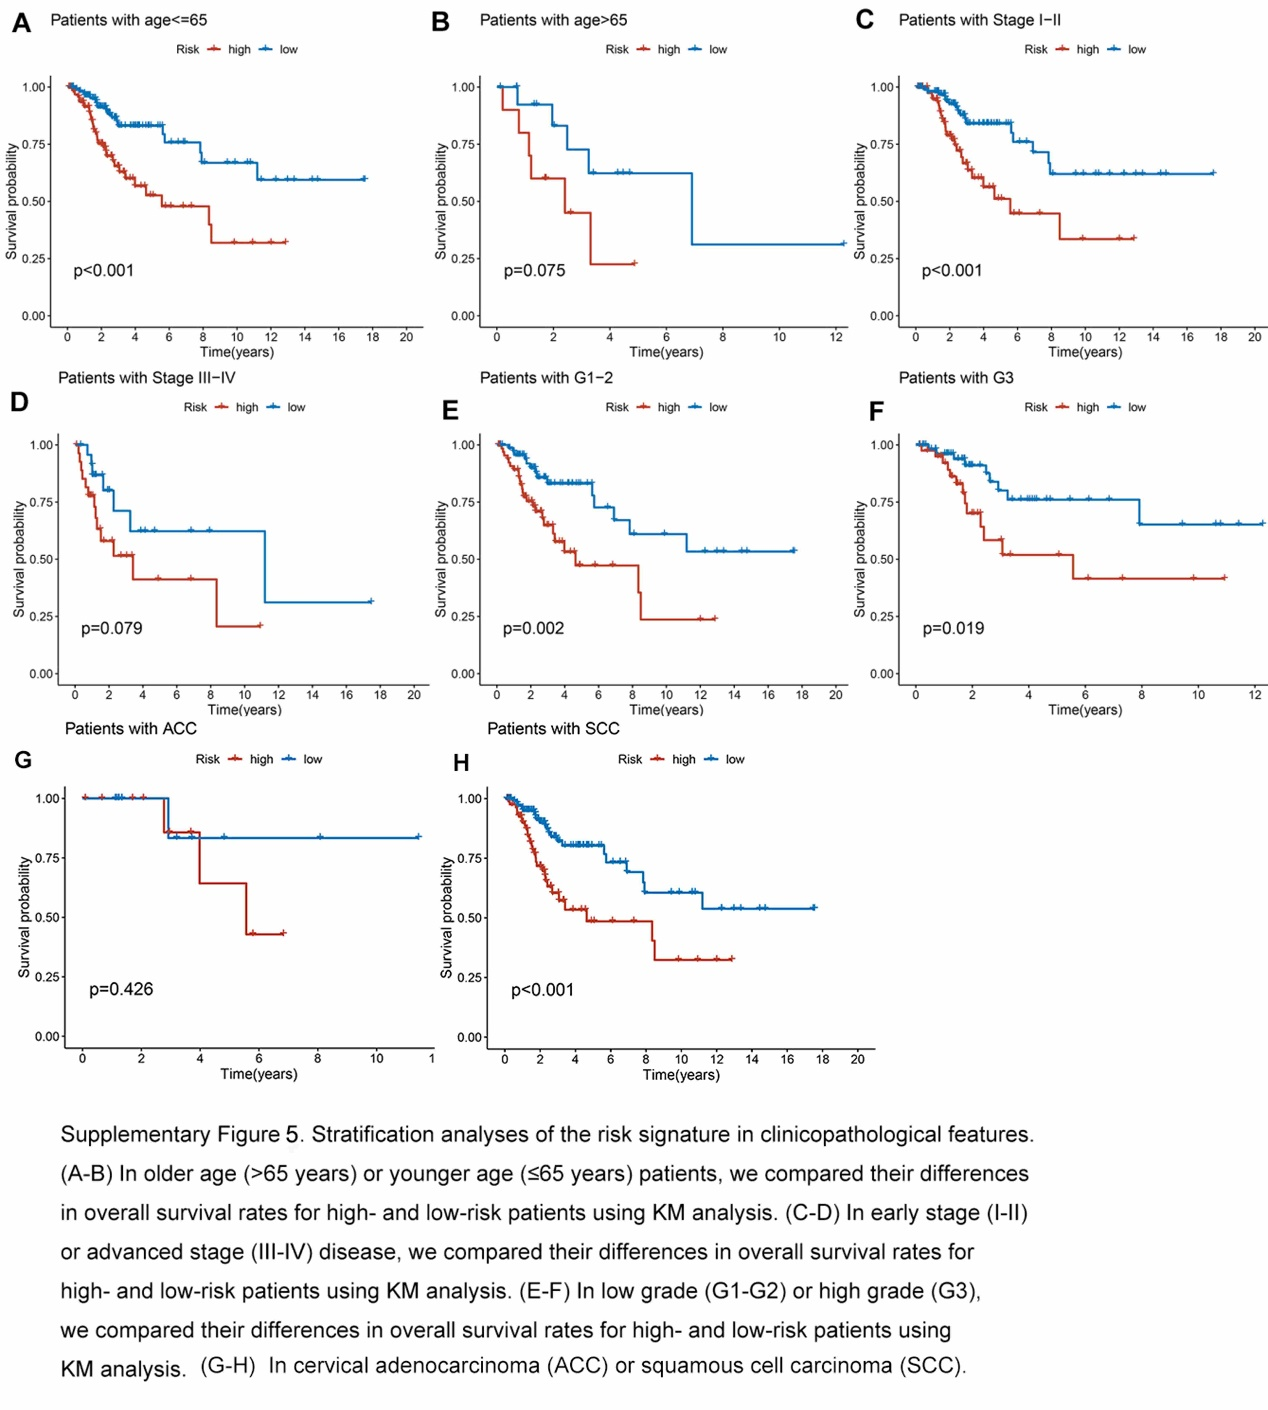 A Patients with age<=65
Risk high low
Survival probability
1.00
0.75
0.50
0.25
0.00
p<0.001
0 2 4 6 8 10 12 14 16 18 20
Time(years)
B Patients with age>65
Risk high low
Survival probability
1.00
0.75
0.50
0.25
0.00
p=0.075
0 2 4 6 8 10 12
Time(years)
C Patients with Stage I−II
Risk high low
Survival probability
1.00
0.75
0.50
0.25
0.00
p<0.001
0 2 4 6 8 10 12 14 16 18 20
Time(years)
D Patients with Stage III−IV
Risk high low
Survival probability
1.00
0.75
0.50
0.25
0.00
p=0.079
0 2 4 6 8 10 12 14 16 18 20
Time(years)
E Patients with G1−2
Risk high low
Survival probability
1.00
0.75
0.50
0.25
0.00
p=0.002
0 2 4 6 8 10 12 14 16 18 20
Time(years)
F Patients with G3
Risk high low
Survival probability
1.00
0.75
0.50
0.25
0.00
p=0.019
0 2 4 6 8 10 12
Time(years)
G Patients with ACC
Risk high low
Survival probability
1.00
0.75
0.50
0.25
0.00
p=0.426
0 2 4 6 8 10 1
Time(years)
H Patients with SCC
Risk high low
Survival probability
1.00
0.75
0.50
0.25
0.00
p<0.001
0 2 4 6 8 10 12 14 16 18 20
Time(years)
Supplementary Figure 5. Stratification analyses of the risk signature in clinicopathological features.
(A-B) In older age (>65 years) or younger age (≤65 years) patients, we compared their differences
in overall survival rates for high- and low-risk patients using KM analysis. (C-D) In early stage (I-II)
or advanced stage (III-IV) disease, we compared their differences in overall survival rates for
high- and low-risk patients using KM analysis. (E-F) In low grade (G1-G2) or high grade (G3),
we compared their differences in overall survival rates for high- and low-risk patients using
KM analysis. (G-H) In cervical adenocarcinoma (ACC) or squamous cell carcinoma (SCC).